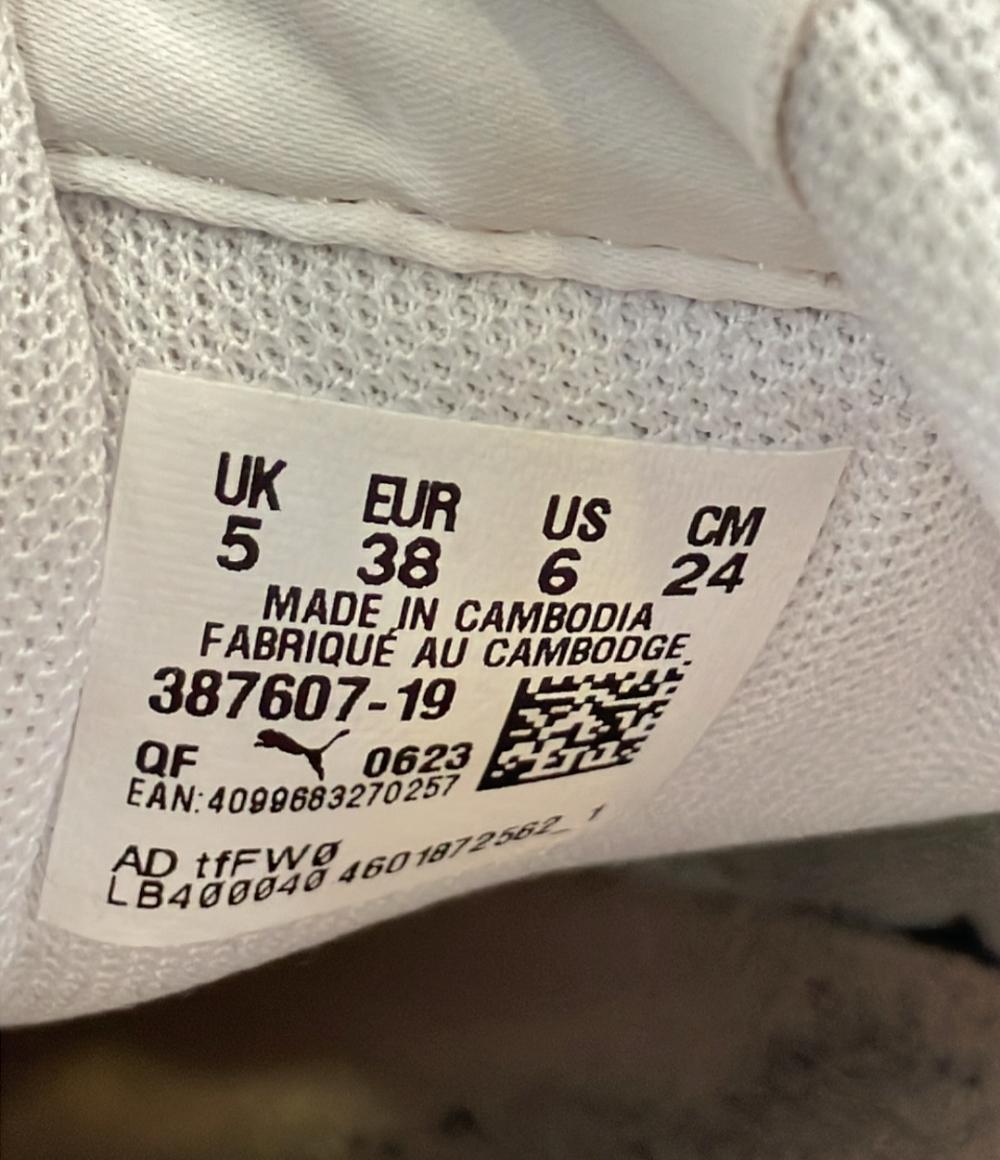 UK EUR US CM
5 38 6 24
MADE IN CAMBODIA
FABRIQUÉ AU CAMBODGE.
387607-19
QF 0623
EAN:4099683270257
AD tfFWØ
LB4ØØØ4Ø 4601872562_1